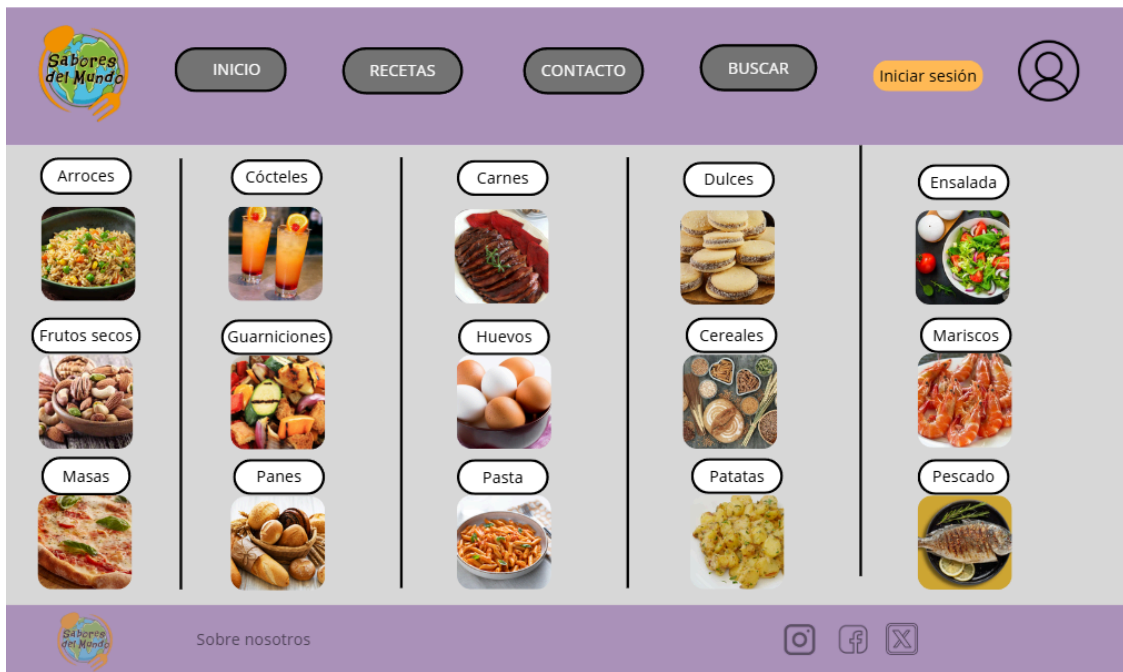 Sabores
del Mundo
INICIO
RECETAS
CONTACTO
BUSCAR
Iniciar sesión
Arroces
Cócteles
Carnes
Dulces
Ensalada
Frutos secos
Guarniciones
Huevos
Cereales
Mariscos
Masas
Panes
Pasta
Patatas
Pescado
Sabores
del Mundo
Sobre nosotros